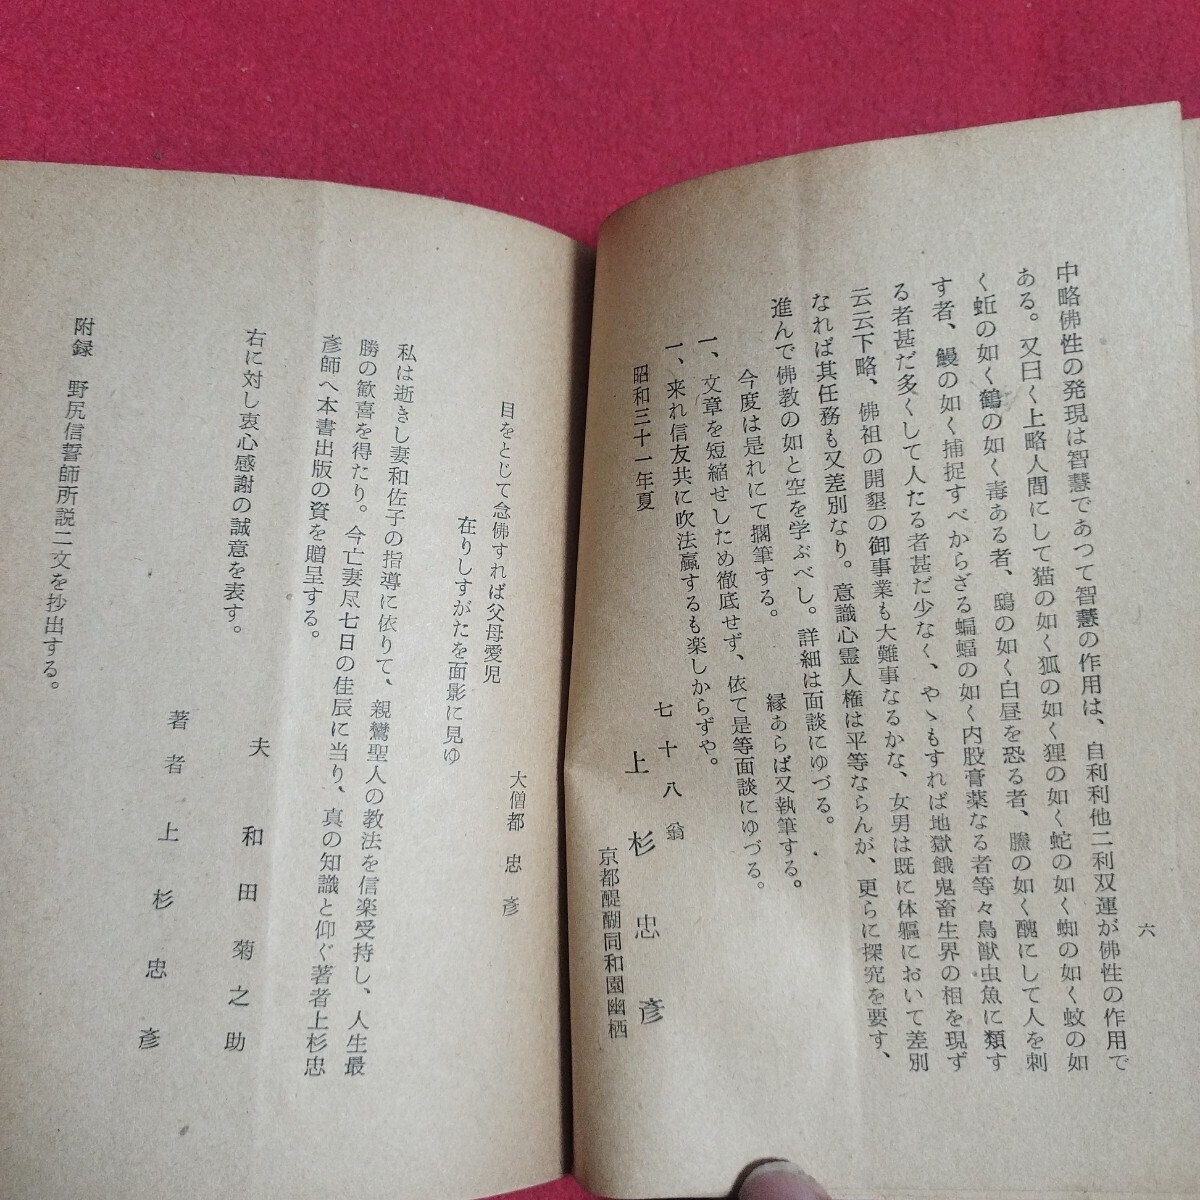 六
中略佛性の発現は智慧であつて智慧の作用は、自利利他二利双運が佛性の作用で
ある。又曰く上略人間にして猫の如く狐の如く狸の如く蛇の如く蜘の如く蚊の如
く蚯の如く鶴の如く毒ある者、鴟の如く白昼を恐る者、鱶の如く醜にして人を刺
す者、鰻の如く捕捉すべからざる蝙蝠の如く内股膏薬なる者等々鳥獣虫魚に類す
る者甚だ多くして人たる者甚だ少なく、やゝもすれば地獄餓鬼畜生界の相を現ず
云云下略、佛祖の開墾の御事業も大難事なるかな、女男は既に体軀において差別
なれば其任務も又差別なり。意識心霊人権は平等ならんが、更らに探究を要す、
進んで佛教の如と空を学ぶべし。詳細は面談にゆづる。
今度は是れにて擱筆する。　縁あらば又執筆する。
一、文章を短縮せしため徹底せず、依て是等面談にゆづる。
一、来れ信友共に吹法蠃するも楽しからずや。
昭和三十一年夏
七十八翁
上杉忠彦
京都醍醐同和園幽栖
目をとじて念佛すれば父母愛児
在りしすがたを面影に見ゆ
大僧都　忠彦
私は逝きし妻和佐子の指導に依りて、親鸞聖人の教法を信楽受持し、人生最
勝の歓喜を得たり。今亡妻尽七日の佳辰に当り、真の知識と仰ぐ著者上杉忠
彦師へ本書出版の資を贈呈する。
夫　和田菊之助
右に対し衷心感謝の誠意を表す。
著者　上杉忠彦
附録　野尻信誓師所説二文を抄出する。